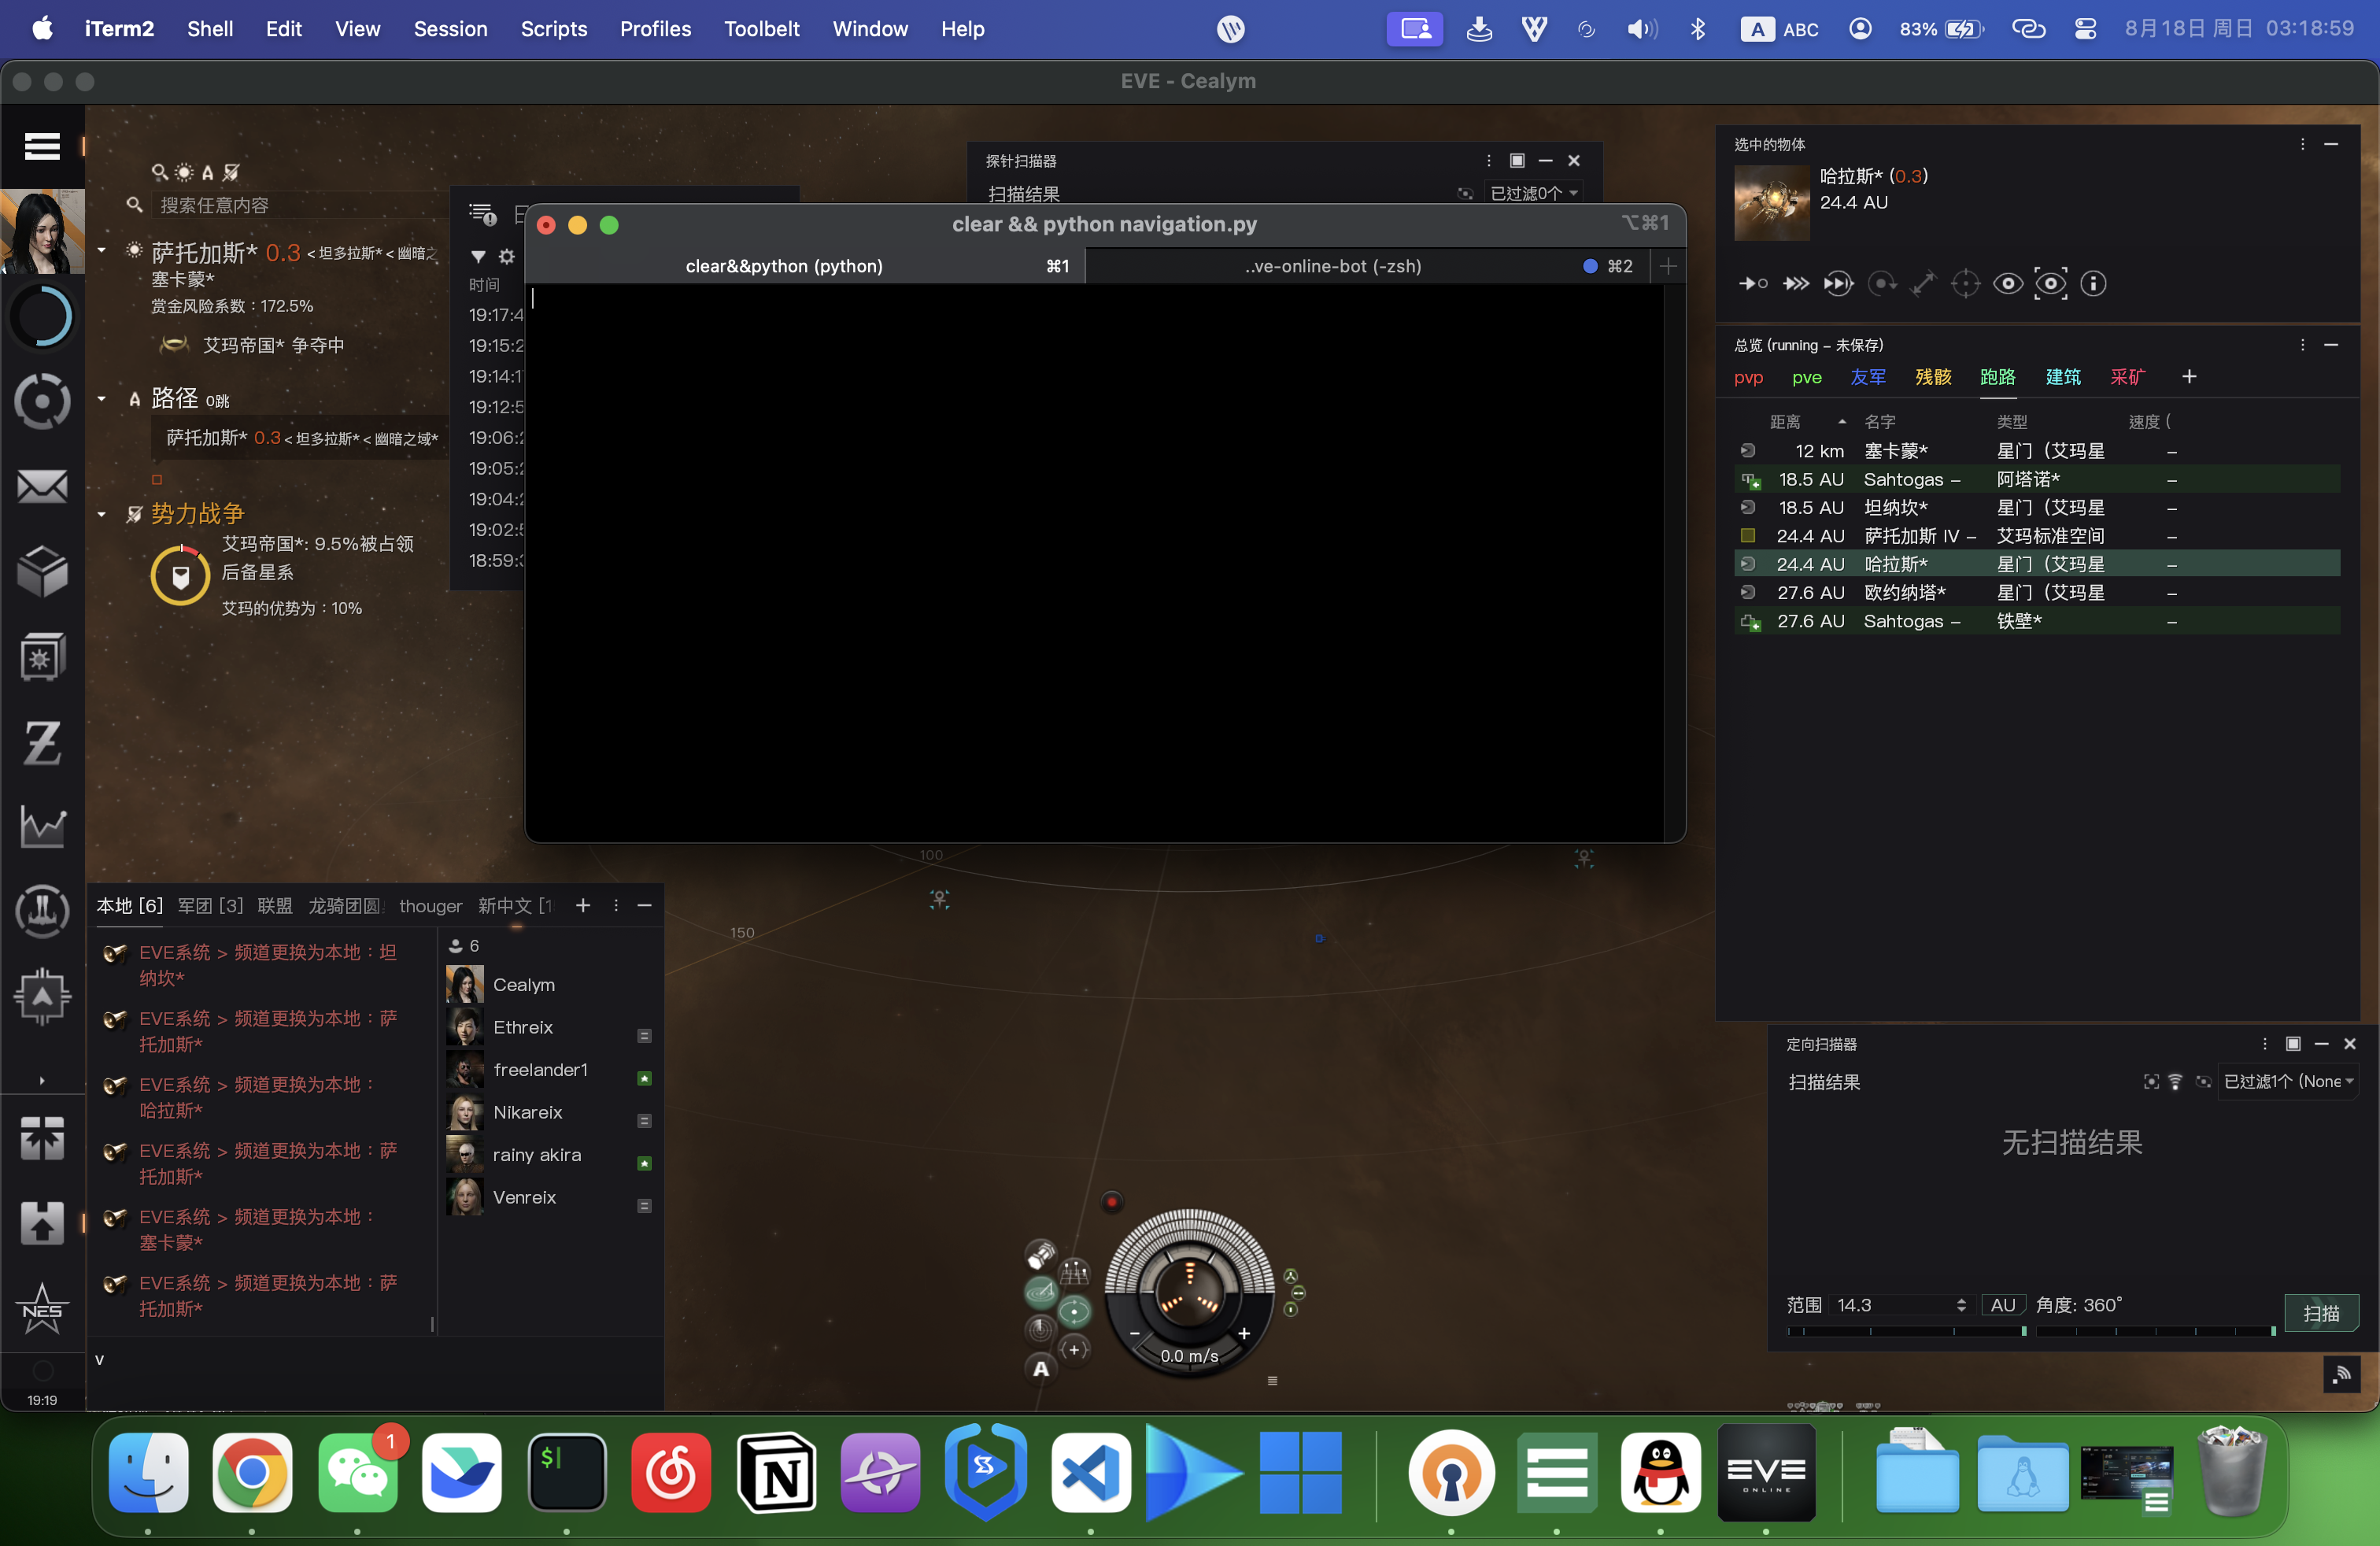 iTerm2 Shell Edit View Session Scripts Profiles Toolbelt Window Help
A ABC 83% 8月18日 周日 03:18:59
EVE - Cealym
搜索任意内容
萨托加斯* 0.3 < 坦多拉斯* < 幽暗之
塞卡蒙*
赏金风险系数：172.5%
艾玛帝国* 争夺中
路径 0跳
萨托加斯* 0.3 < 坦多拉斯* < 幽暗之域*
势力战争
艾玛帝国*: 9.5%被占领
后备星系
艾玛的优势为：10%
时间
19:17:4
19:15:2
19:14:1
19:12:5
19:06:2
19:05:2
19:04:2
19:02:5
18:59:3
探针扫描器
扫描结果
已过滤0个
clear && python navigation.py
⌥⌘1
clear&&python (python) ⌘1
..ve-online-bot (-zsh) ⌘2
选中的物体
哈拉斯* (0.3)
24.4 AU
总览 (running – 未保存)
pvp pve 友军 残骸 跑路 建筑 采矿 +
距离 名字 类型 速度 (
12 km 塞卡蒙* 星门（艾玛星 –
18.5 AU Sahtogas – 阿塔诺* –
18.5 AU 坦纳坎* 星门（艾玛星 –
24.4 AU 萨托加斯 IV – 艾玛标准空间 –
24.4 AU 哈拉斯* 星门（艾玛星 –
27.6 AU 欧约纳塔* 星门（艾玛星 –
27.6 AU Sahtogas – 铁壁* –
100
150
本地 [6] 军团 [3] 联盟 龙骑团圆 thouger 新中文 [1
EVE系统 > 频道更换为本地：坦
纳坎*
EVE系统 > 频道更换为本地：萨
托加斯*
EVE系统 > 频道更换为本地：
哈拉斯*
EVE系统 > 频道更换为本地：萨
托加斯*
EVE系统 > 频道更换为本地：
塞卡蒙*
EVE系统 > 频道更换为本地：萨
托加斯*
6
Cealym
Ethreix
freelander1
Nikareix
rainy akira
Venreix
v
NES
19:19
A
0.0 m/s
定向扫描器
扫描结果
已过滤1个 (None
无扫描结果
范围 14.3 AU 角度: 360°
扫描
1
$
N
EVE
ONLINE